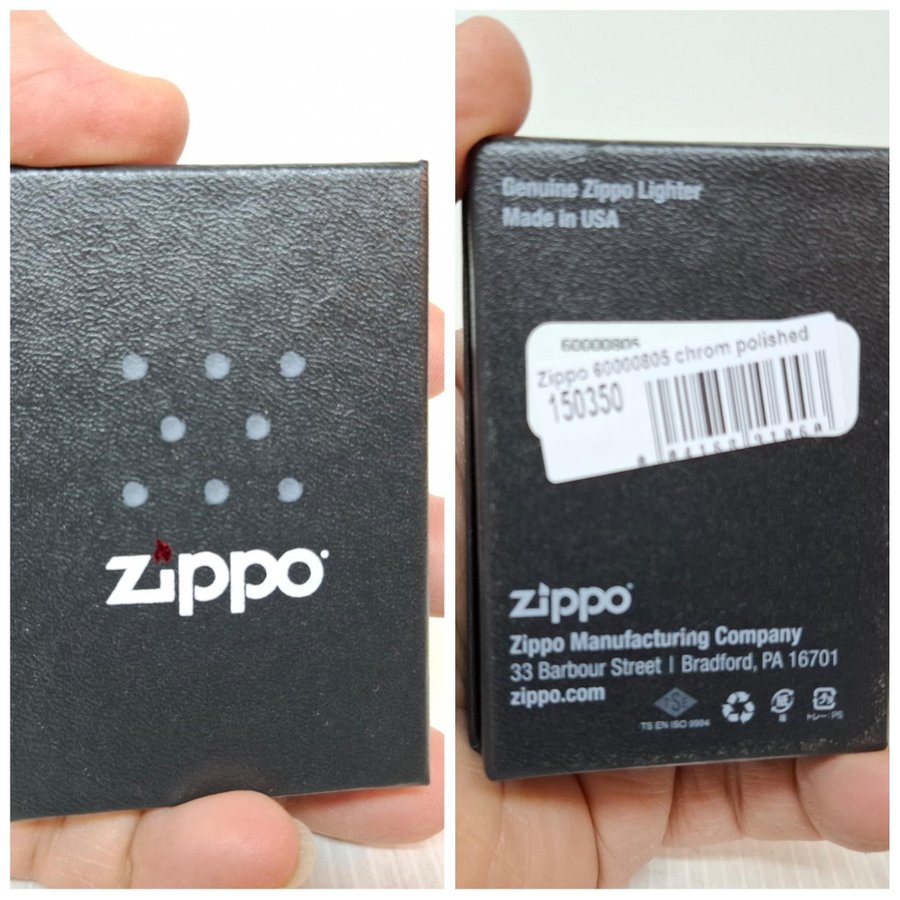 zippo
Genuine Zippo Lighter
Made in USA
Zippo 60000805 chrom polished
150350
zippo
Zippo Manufacturing Company
33 Barbour Street | Bradford, PA 16701
zippo.com
TS EN ISO 9994